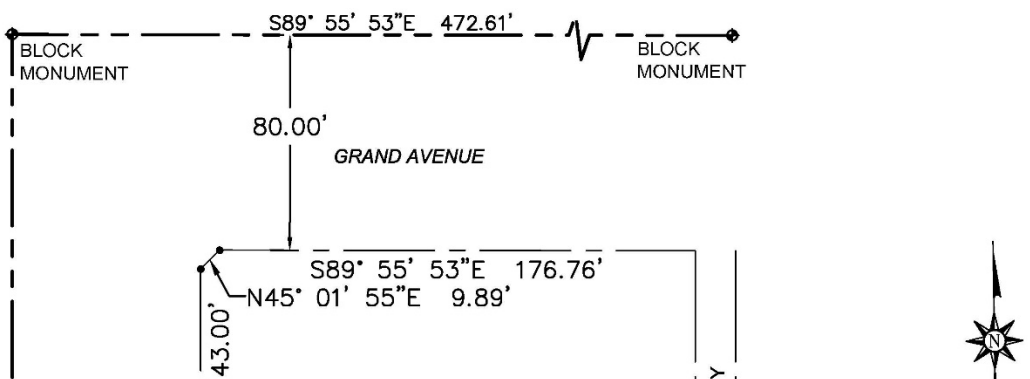 S89° 55' 53"E 472.61'
BLOCK
MONUMENT
BLOCK
MONUMENT
80.00'
GRAND AVENUE
S89° 55' 53"E 176.76'
N45° 01' 55"E 9.89'
43.00'
Y
N